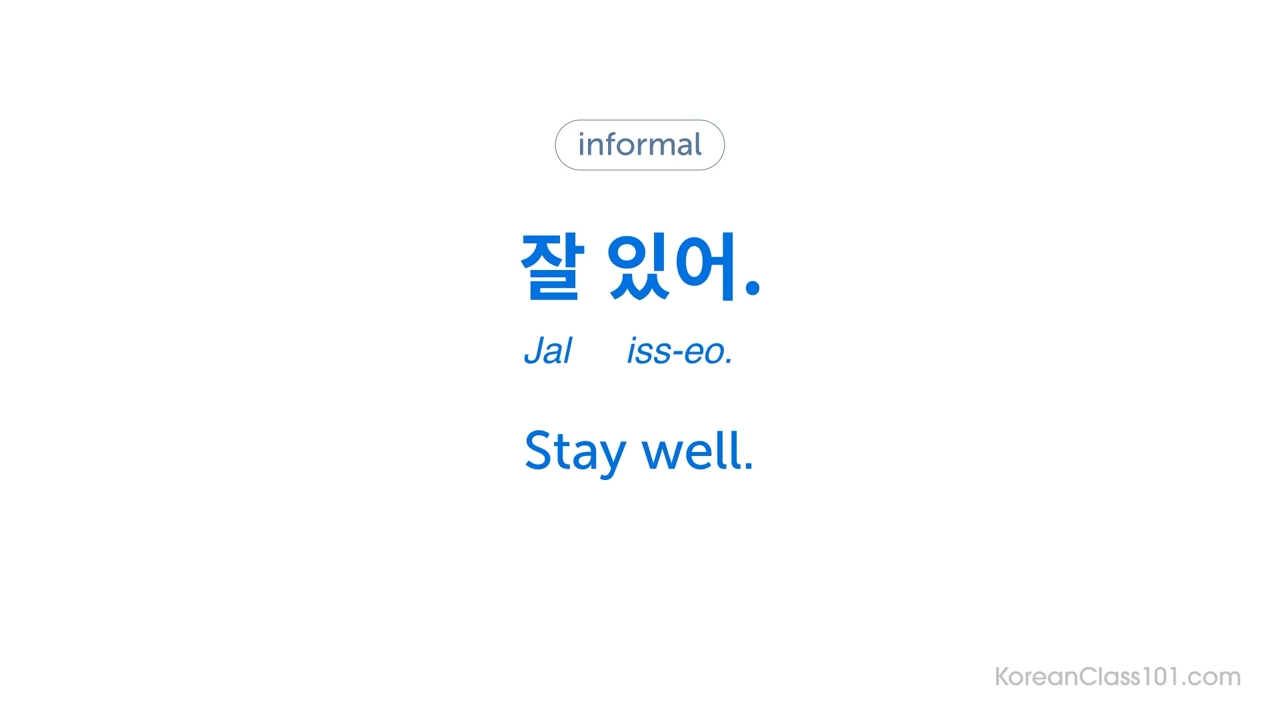 informal
잘 있어.
Jal iss-eo.
Stay well.
KoreanClass101.com